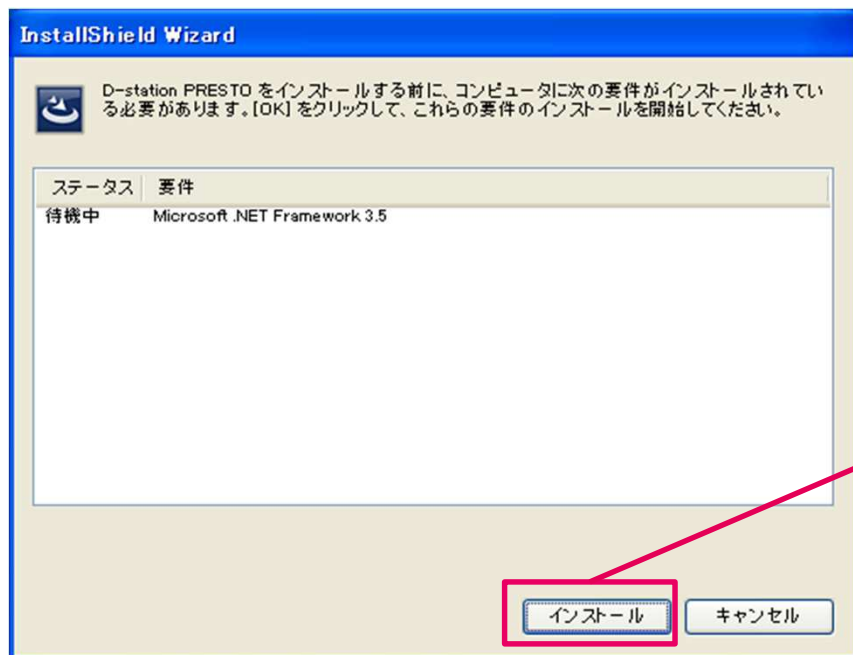 InstallShield Wizard
D-station PRESTO をインストールする前に、コンピュータに次の要件がインストールされてい
る必要があります。[OK] をクリックして、これらの要件のインストールを開始してください。
ステータス 要件
待機中 Microsoft .NET Framework 3.5
インストール キャンセル